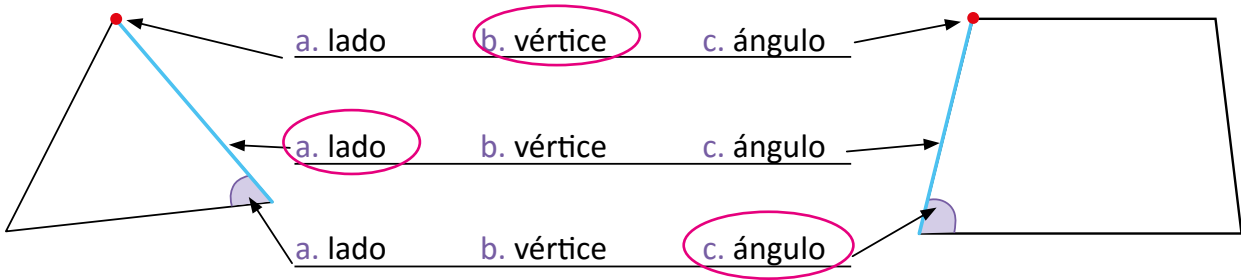 a. lado b. vértice c. ángulo
a. lado b. vértice c. ángulo
a. lado b. vértice c. ángulo